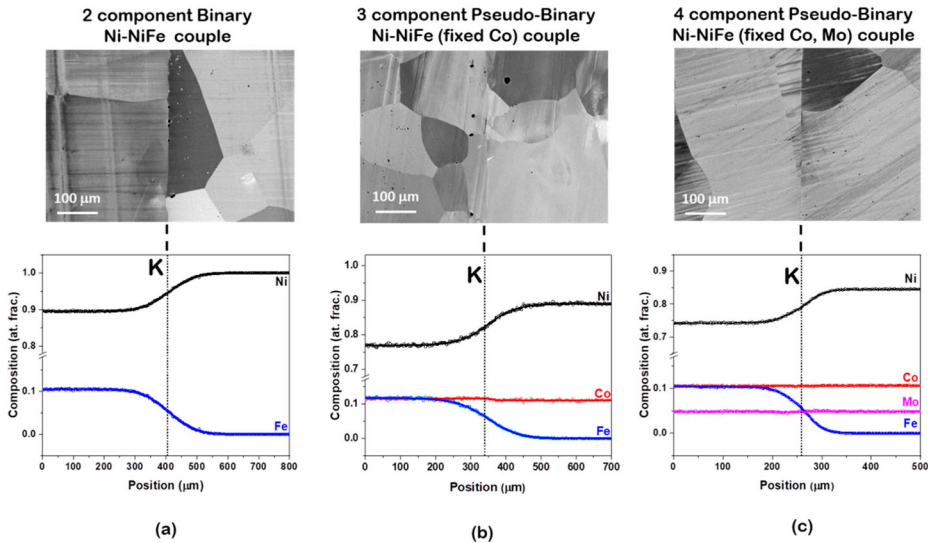 2 component Binary
Ni-NiFe couple
3 component Pseudo-Binary
Ni-NiFe (fixed Co) couple
4 component Pseudo-Binary
Ni-NiFe (fixed Co, Mo) couple
100 µm
100 µm
100 µm
K
Ni
Fe
1.0
0.9
0.8
0.1
0.0
Composition (at. frac.)
0 100 200 300 400 500 600 700 800
Position (µm)
K
Ni
Co
Fe
1.0
0.9
0.8
0.7
0.1
0.0
Composition (at. frac.)
0 100 200 300 400 500 600 700
Position (µm)
K
Ni
Co
Mo
Fe
0.9
0.8
0.7
0.1
0.0
Composition (at. frac.)
0 100 200 300 400 500
Position (µm)
(a)
(b)
(c)